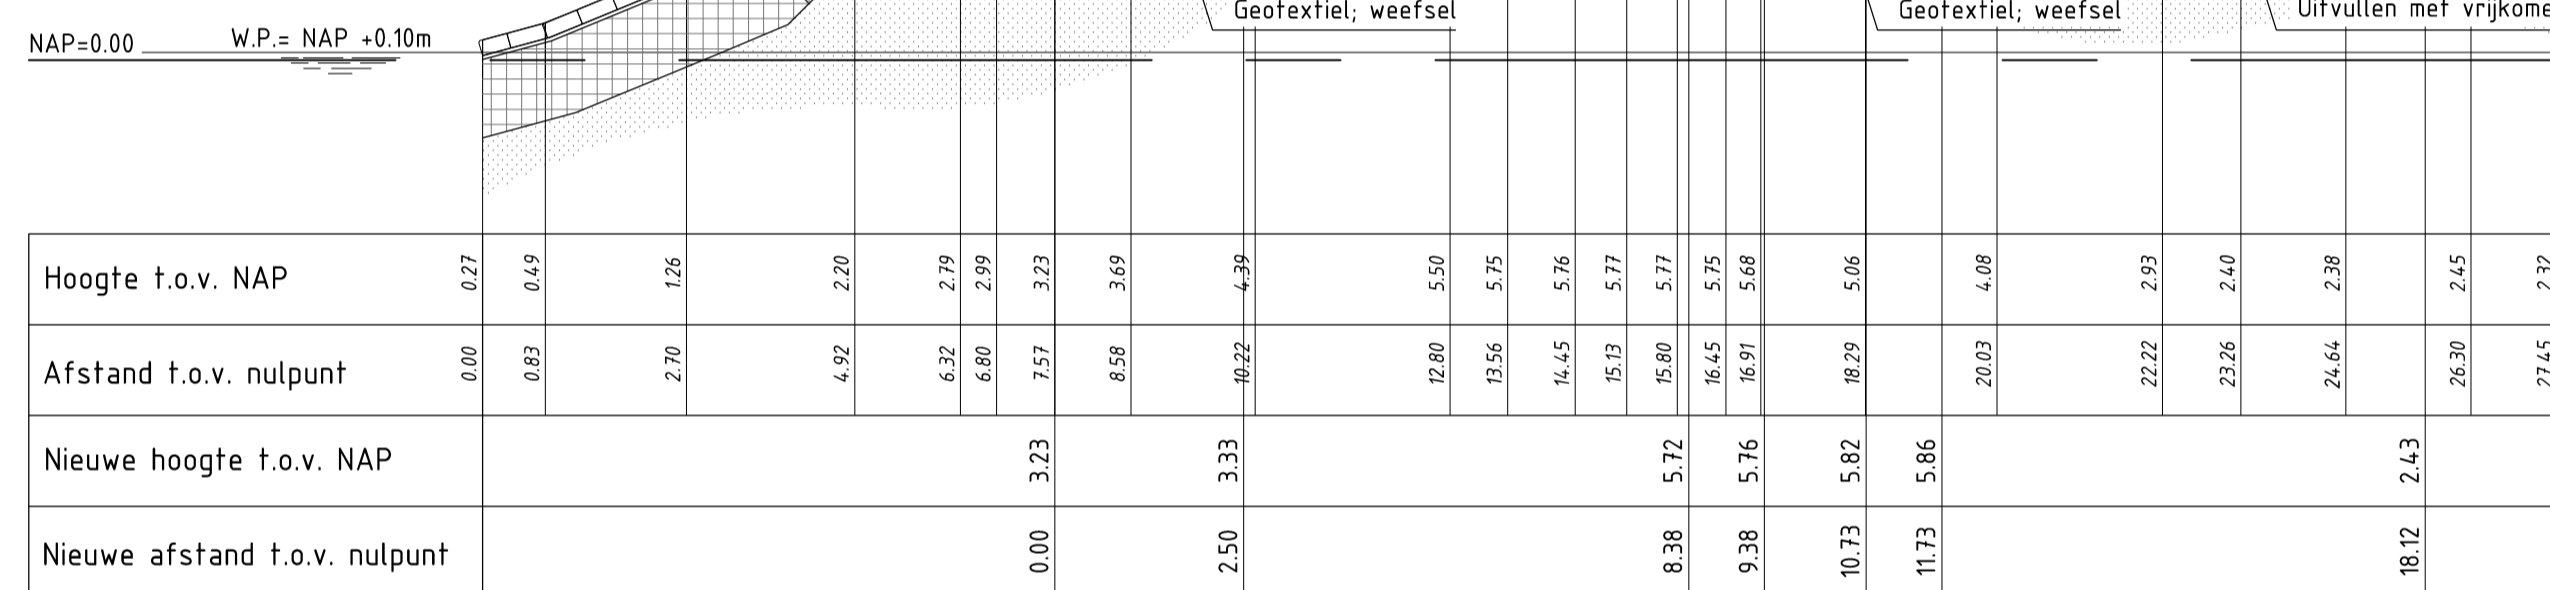 Geotextiel; weefsel
Geotextiel; weefsel
Uitvullen met vrijkome
NAP=0.00
W.P.= NAP +0.10m
Hoogte t.o.v. NAP 0.27 0.49 1.26 2.20 2.79 2.99 3.23 3.69 4.39 5.50 5.75 5.76 5.77 5.77 5.75 5.68 5.06 4.08 2.93 2.40 2.38 2.45 2.32
Afstand t.o.v. nulpunt 0.00 0.83 2.70 4.92 6.32 6.80 7.57 8.58 10.22 12.80 13.56 14.45 15.13 15.80 16.45 16.91 18.29 20.03 22.22 23.26 24.64 26.30 27.45
Nieuwe hoogte t.o.v. NAP 3.23 3.33 5.72 5.76 5.82 5.86 2.43
Nieuwe afstand t.o.v. nulpunt 0.00 2.50 8.38 9.38 10.73 11.73 18.12